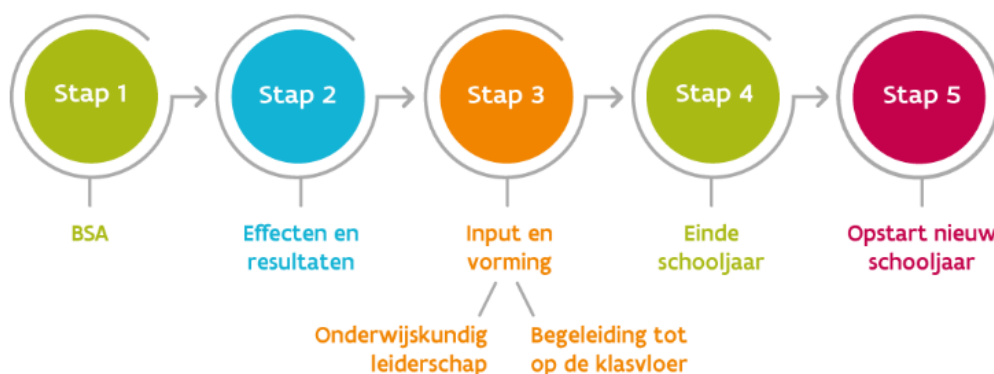 Stap 1
Stap 2
Stap 3
Stap 4
Stap 5
BSA
Effecten en
resultaten
Input en
vorming
Einde
schooljaar
Opstart nieuw
schooljaar
Onderwijskundig
leiderschap
Begeleiding tot
op de klasvloer